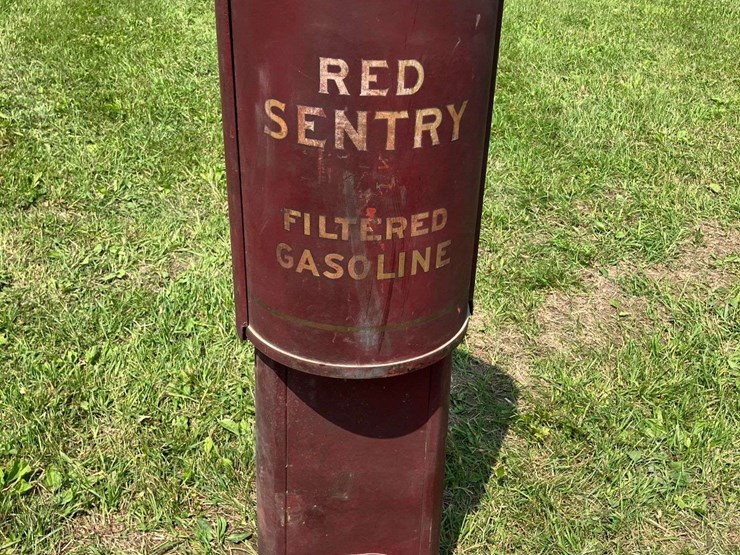 RED
SENTRY
FILTERED
GASOLINE